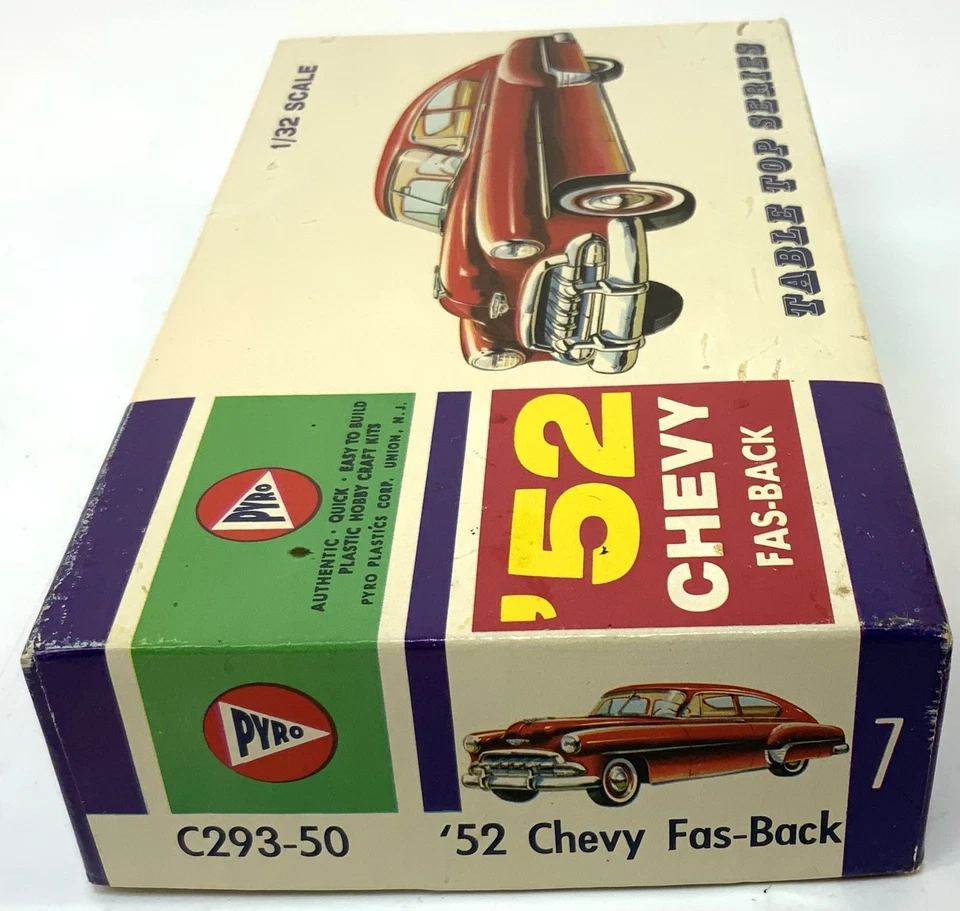 1/32 SCALE
TABLE TOP SERIES
PYRO
AUTHENTIC · QUICK · EASY TO BUILD
PLASTIC HOBBY CRAFT KITS
PYRO PLASTICS CORP. UNION, N.J.
'52
CHEVY
FAS-BACK
PYRO
C293-50
'52 Chevy Fas-Back
7